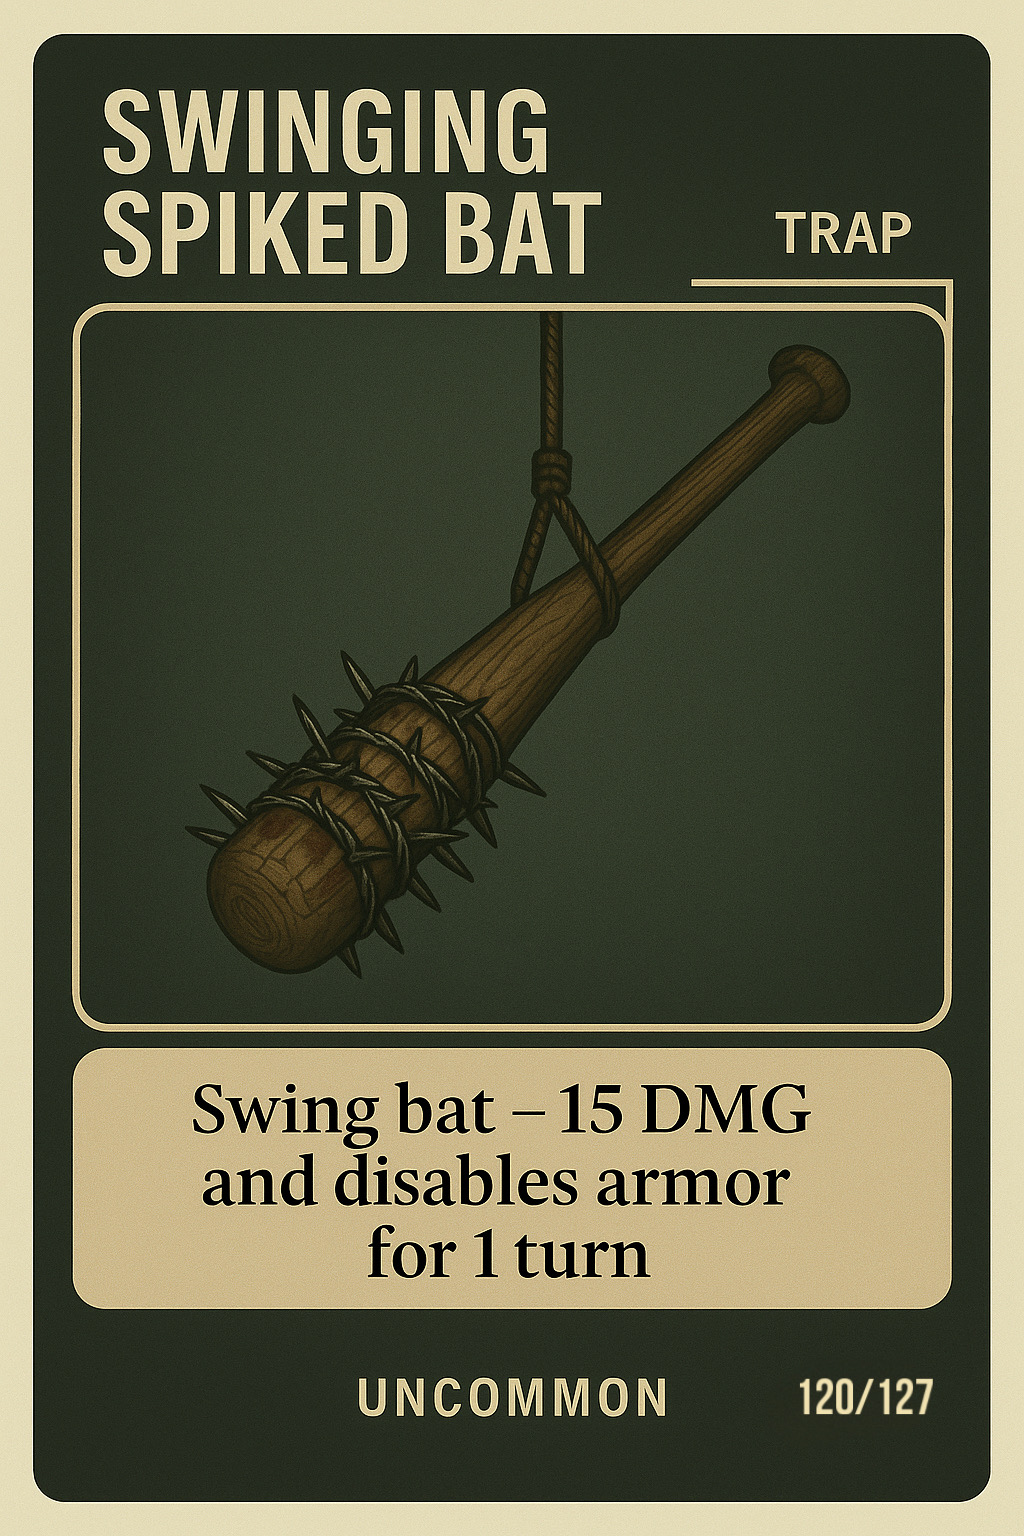 SWINGING
SPIKED BAT
TRAP
Swing bat – 15 DMG
and disables armor
for 1 turn
UNCOMMON
120/127